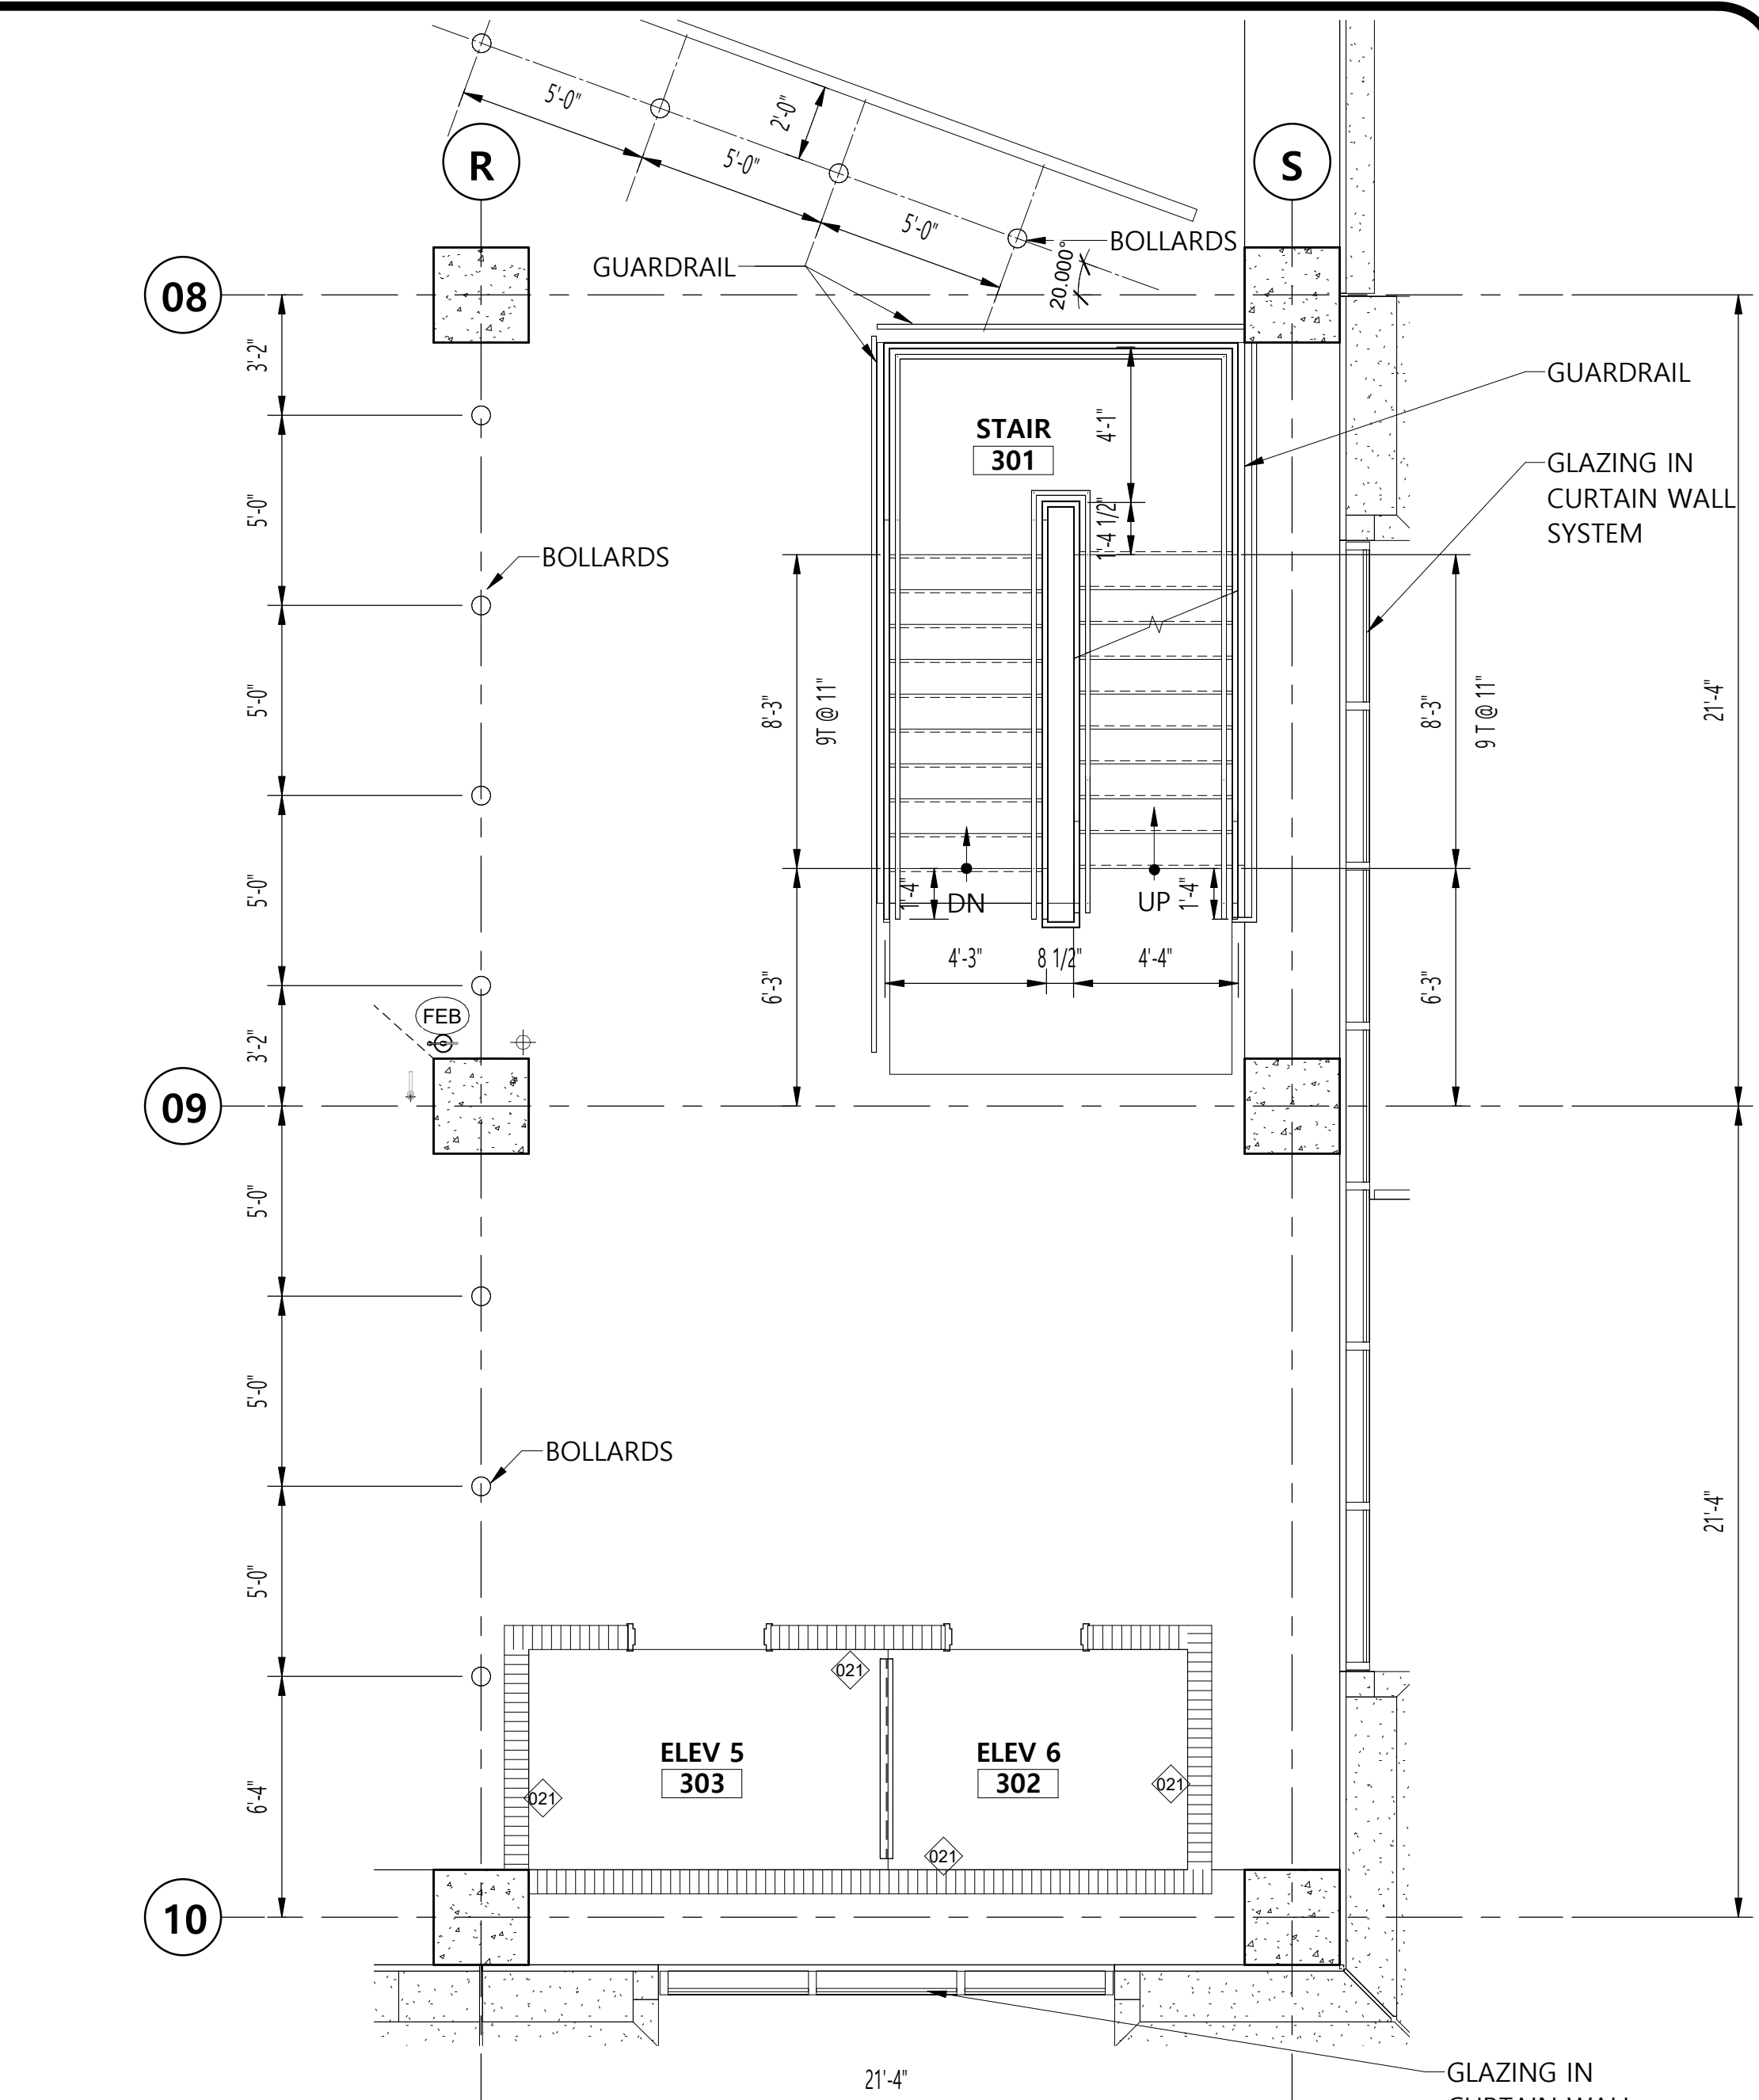 5'-0"
2'-0"
5'-0"
5'-0"
R
S
BOLLARDS
GUARDRAIL
20.000°
08
3'-2"
GUARDRAIL
STAIR
301
4'-1"
GLAZING IN
CURTAIN WALL
SYSTEM
5'-0"
1'-4 1/2"
BOLLARDS
5'-0"
8'-3"
9T @ 11"
8'-3"
9 T @ 11"
21'-4"
5'-0"
1'-4"
DN
UP
1'-4"
4'-3"
8 1/2"
4'-4"
6'-3"
6'-3"
FEB
3'-2"
09
5'-0"
5'-0"
BOLLARDS
21'-4"
5'-0"
021
ELEV 5
303
ELEV 6
302
021
021
6'-4"
021
10
21'-4"
GLAZING IN